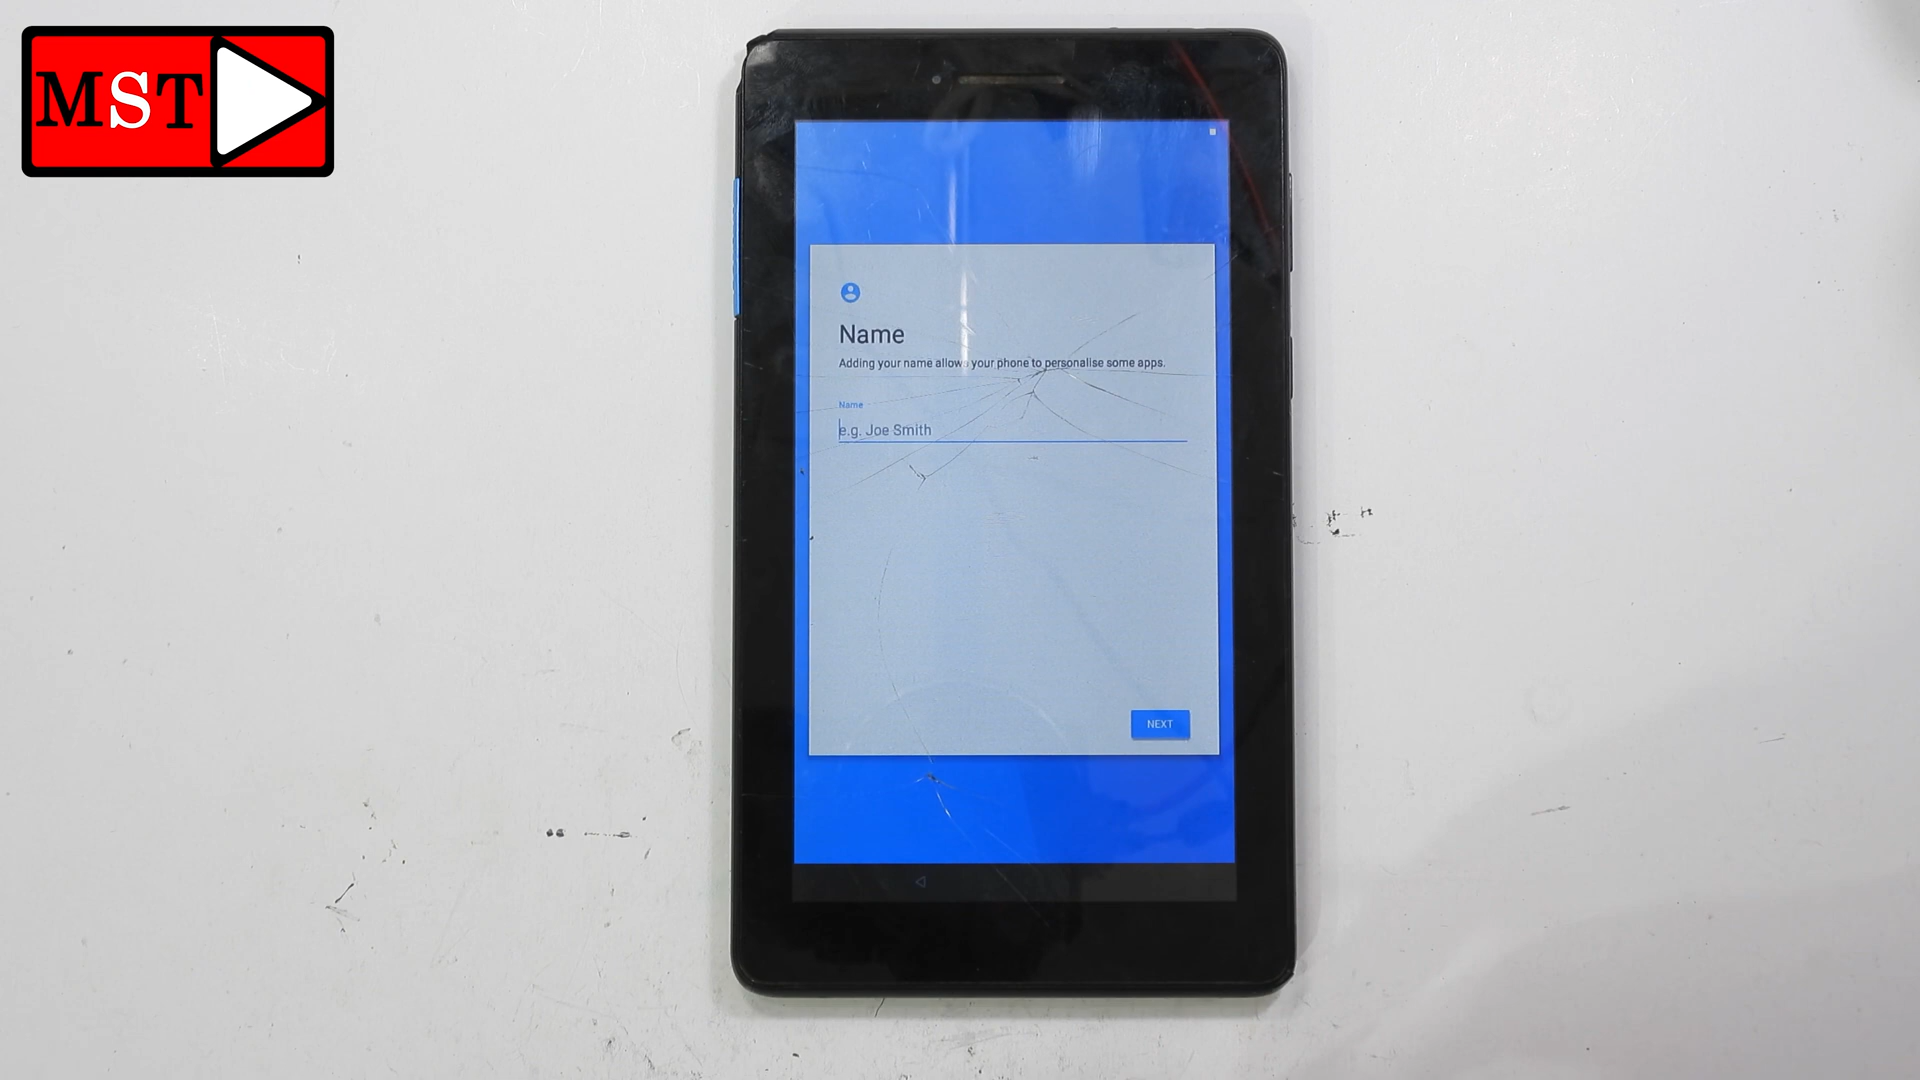 MST
Name
Adding your name allows your phone to personalise some apps.
Name
e.g. Joe Smith
NEXT